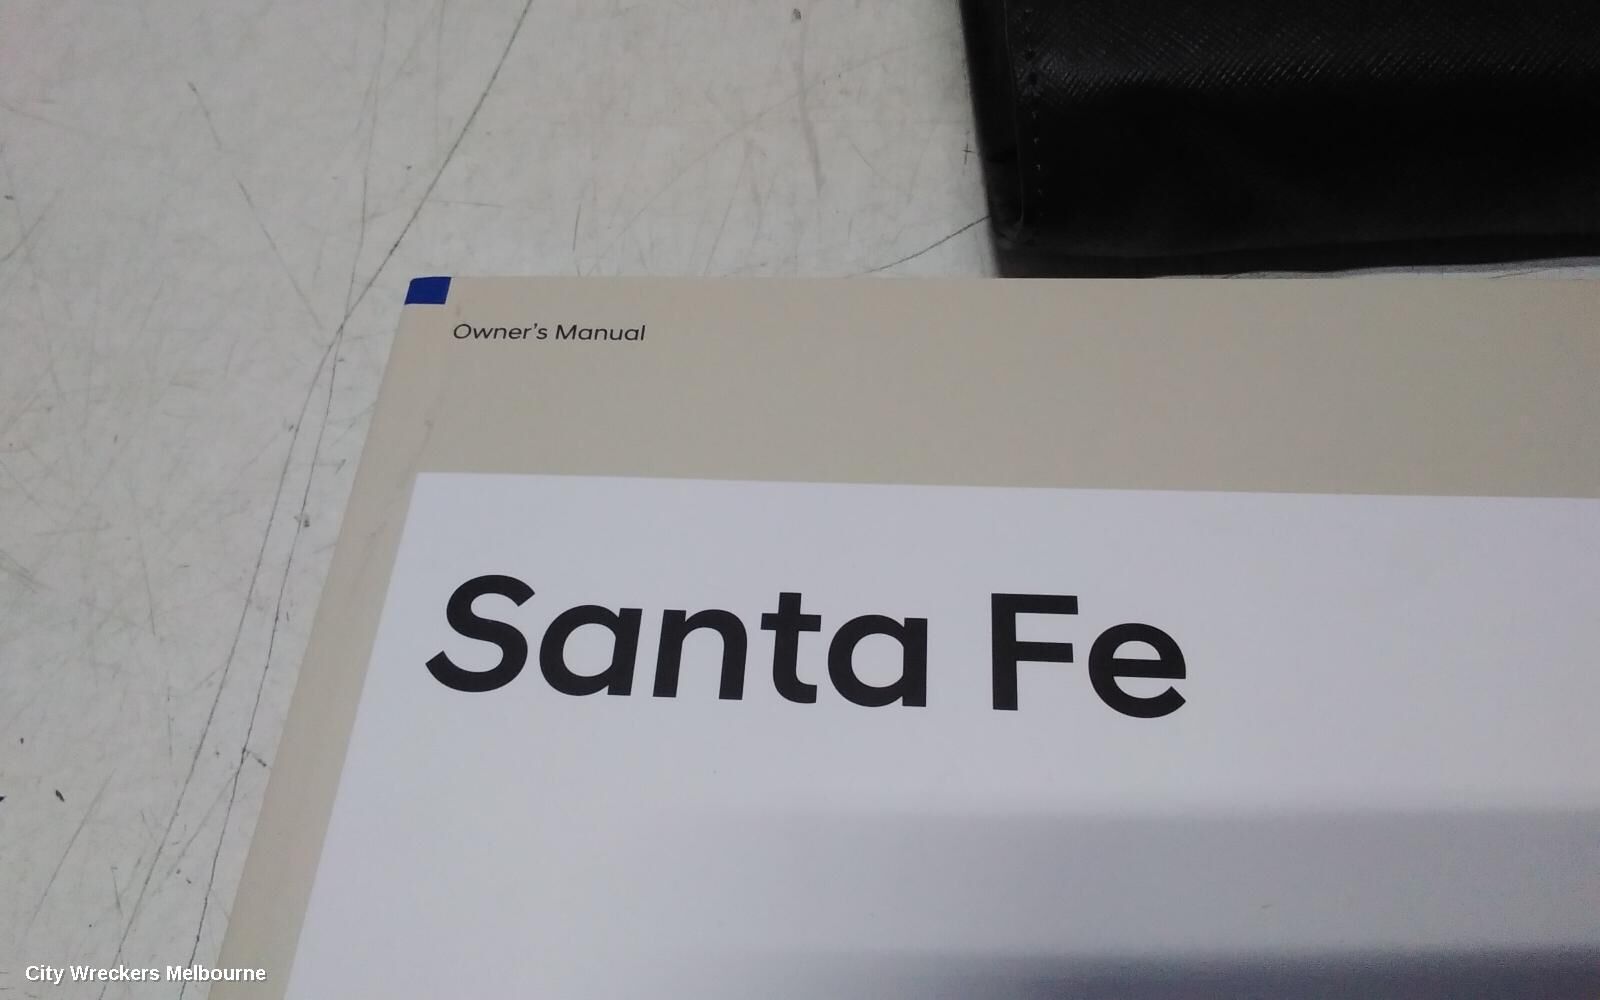 Owner's Manual
Santa Fe
City Wreckers Melbourne